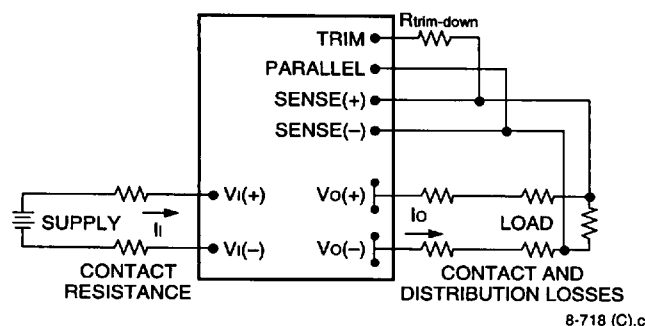 TRIM
Rtrim-down
PARALLEL
SENSE(+)
SENSE(–)
VI(+)
VO(+)
SUPPLY
II
IO
LOAD
VI(–)
VO(–)
CONTACT
RESISTANCE
CONTACT AND
DISTRIBUTION LOSSES
8-718 (C).c